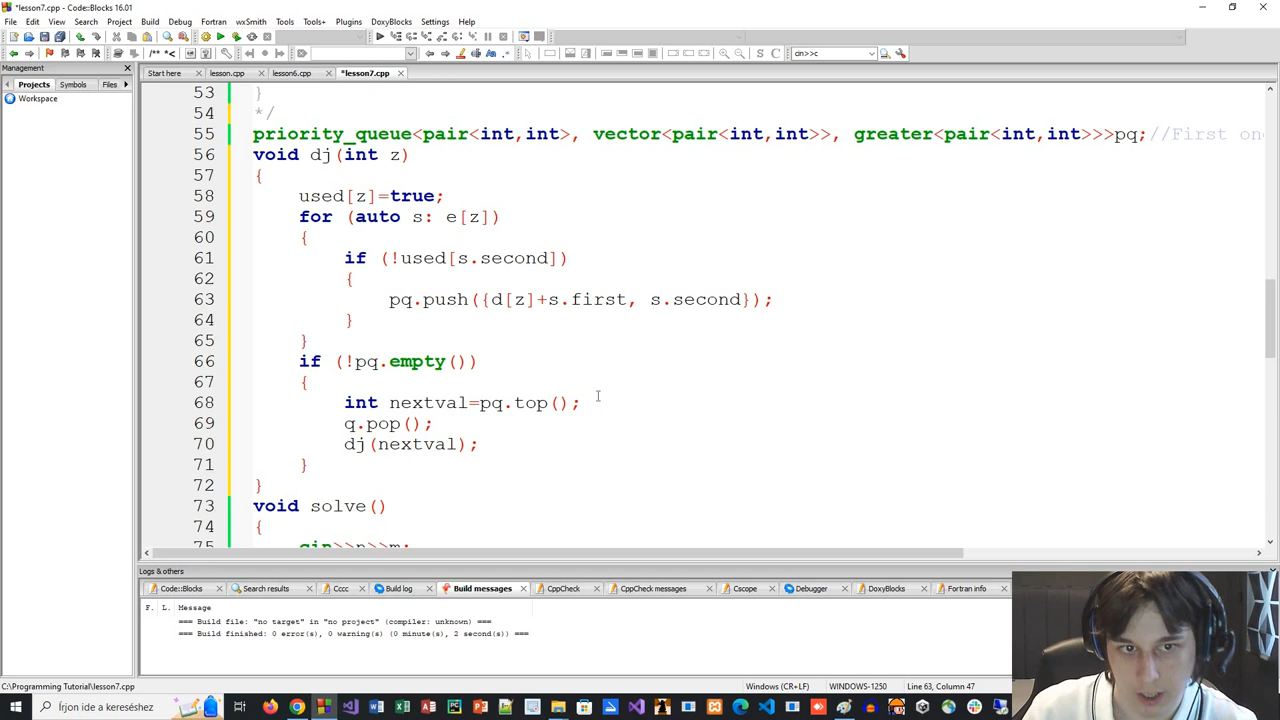 *lesson7.cpp - Code::Blocks 16.01
File Edit View Search Project Build Debug Fortran wxSmith Tools Tools+ Plugins DoxyBlocks Settings Help
/** *<
cin>>c
Management
Projects Symbols Files
Workspace
Start here lesson.cpp lesson6.cpp *lesson7.cpp
53 }
54 */
55 priority_queue<pair<int,int>, vector<pair<int,int>>, greater<pair<int,int>>>pq;//First on
56 void dj(int z)
57 {
58 used[z]=true;
59 for (auto s: e[z])
60 {
61 if (!used[s.second])
62 {
63 pq.push({d[z]+s.first, s.second});
64 }
65 }
66 if (!pq.empty())
67 {
68 int nextval=pq.top();
69 q.pop();
70 dj(nextval);
71 }
72 }
73 void solve()
74 {
75 cin>>n>>m;
Logs & others
Code::Blocks Search results Cccc Build log Build messages CppCheck CppCheck messages Cscope Debugger DoxyBlocks Fortran info
F. L. Message
=== Build file: "no target" in "no project" (compiler: unknown) ===
=== Build finished: 0 error(s), 0 warning(s) (0 minute(s), 2 second(s)) ===
C:\Programming Tutorial\lesson7.cpp Windows (CR+LF) WINDOWS-1250 Line 63, Column 47
Írjon ide a kereséshez